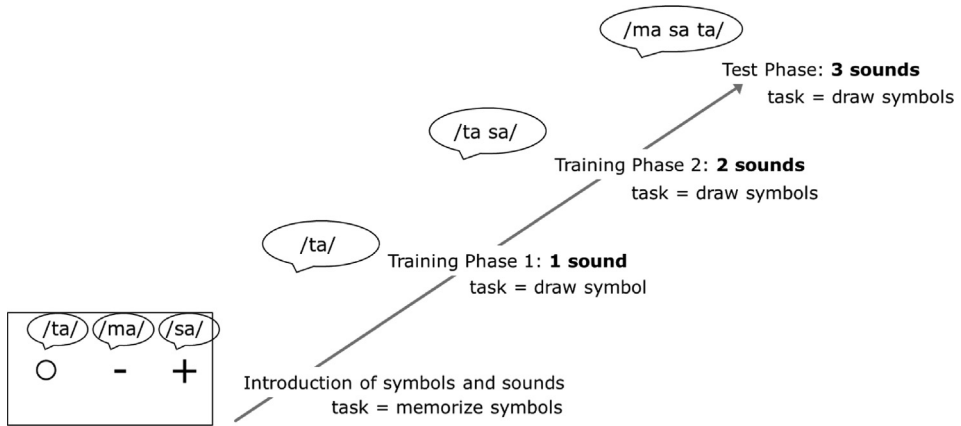 /ma sa ta/
Test Phase: 3 sounds
task = draw symbols
/ta sa/
Training Phase 2: 2 sounds
task = draw symbols
/ta/
Training Phase 1: 1 sound
task = draw symbol
/ta/ /ma/ /sa/
○ - +
Introduction of symbols and sounds
task = memorize symbols